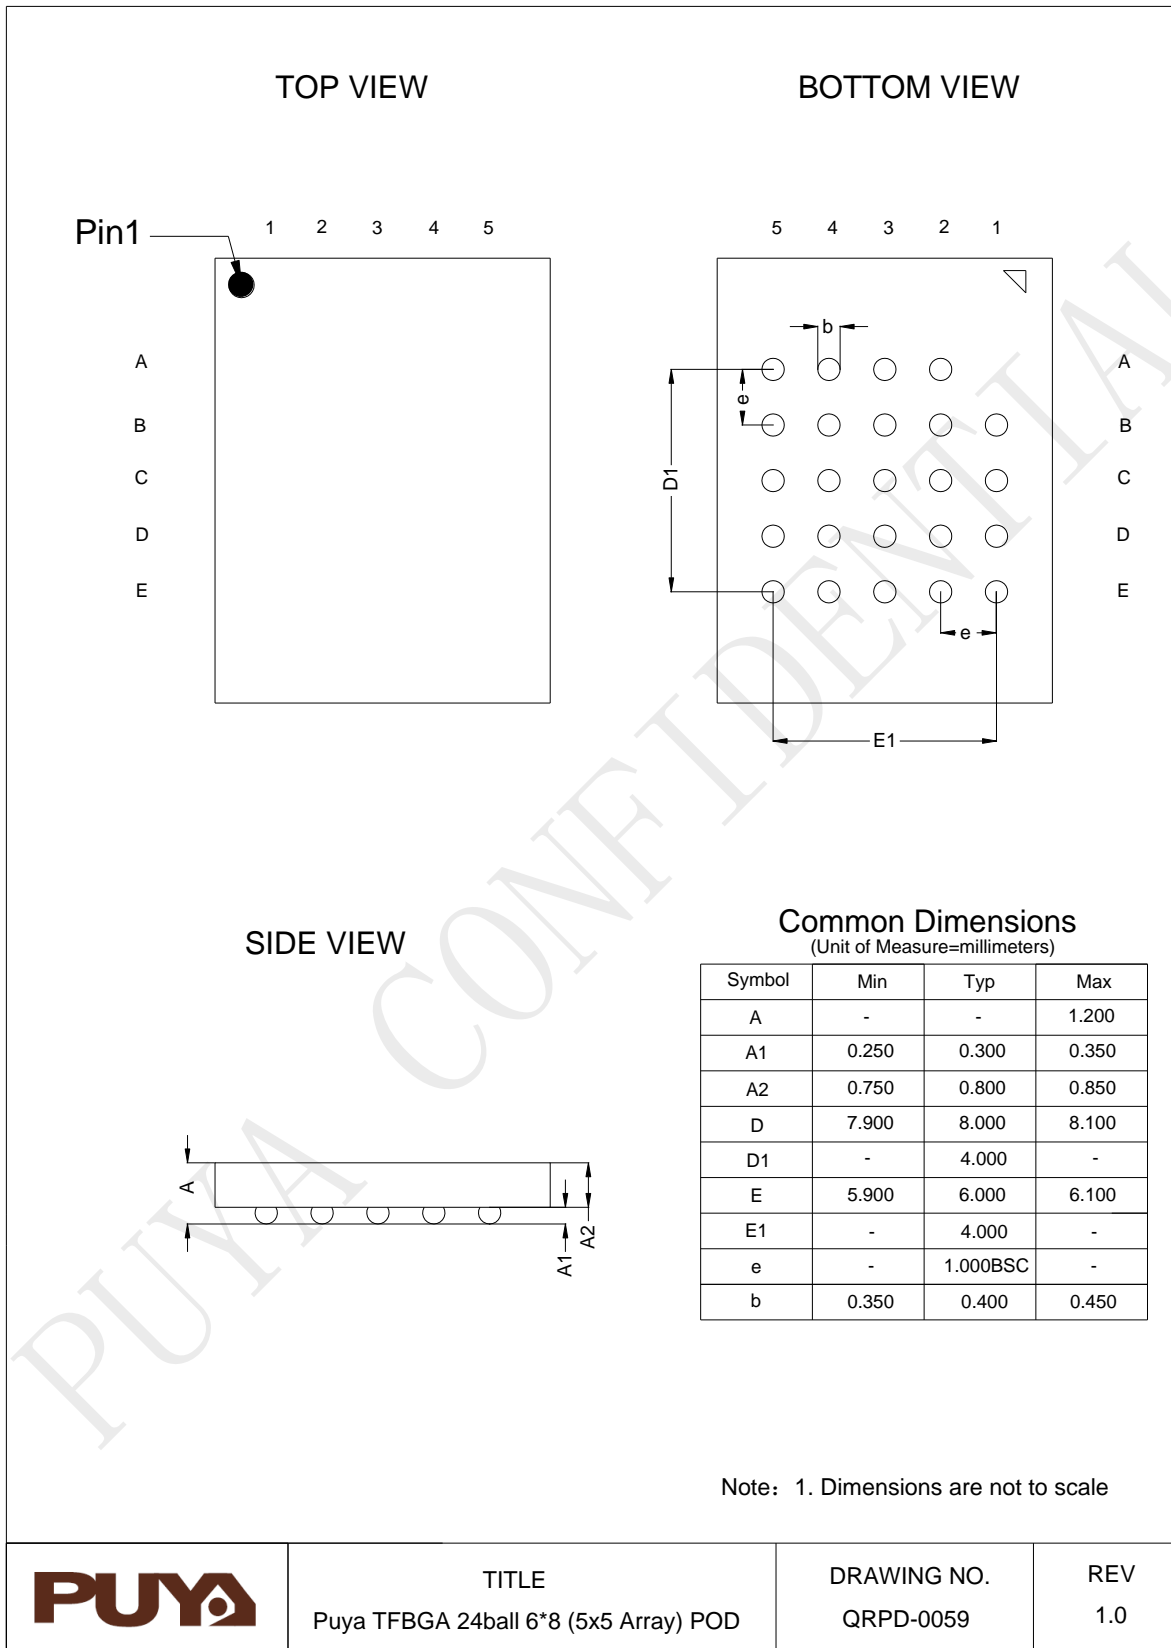 TOP VIEW
BOTTOM VIEW
Pin1
1 2 3 4 5
5 4 3 2 1
A
B
C
D
E
b
e
D1
e
E1
A
B
C
D
E
SIDE VIEW
A
A1
A2
Common Dimensions
(Unit of Measure=millimeters)
Symbol Min Typ Max
A - - 1.200
A1 0.250 0.300 0.350
A2 0.750 0.800 0.850
D 7.900 8.000 8.100
D1 - 4.000 -
E 5.900 6.000 6.100
E1 - 4.000 -
e - 1.000BSC -
b 0.350 0.400 0.450
PUYA CONFIDENTIAL
Note：1. Dimensions are not to scale
PUYA
TITLE
Puya TFBGA 24ball 6*8 (5x5 Array) POD
DRAWING NO.
QRPD-0059
REV
1.0